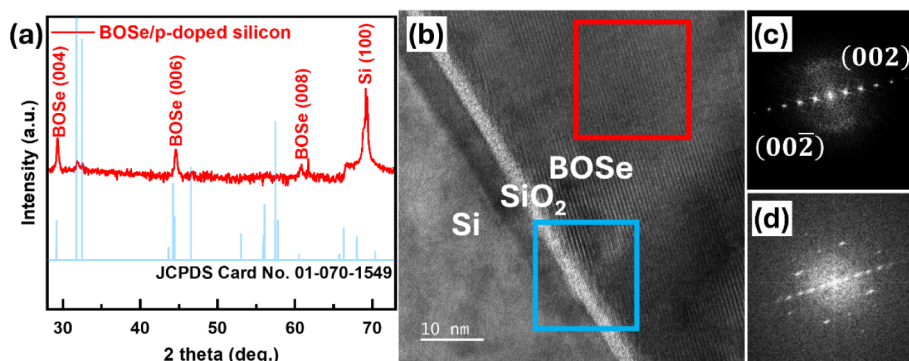 (a)
BOSe/p-doped silicon
BOSe (004)
BOSe (006)
BOSe (008)
Si (100)
Intensity (a.u.)
JCPDS Card No. 01-070-1549
30 40 50 60 70
2 theta (deg.)
(b)
BOSe
SiO₂
Si
10 nm
(c)
(002)
(002̅)
(d)